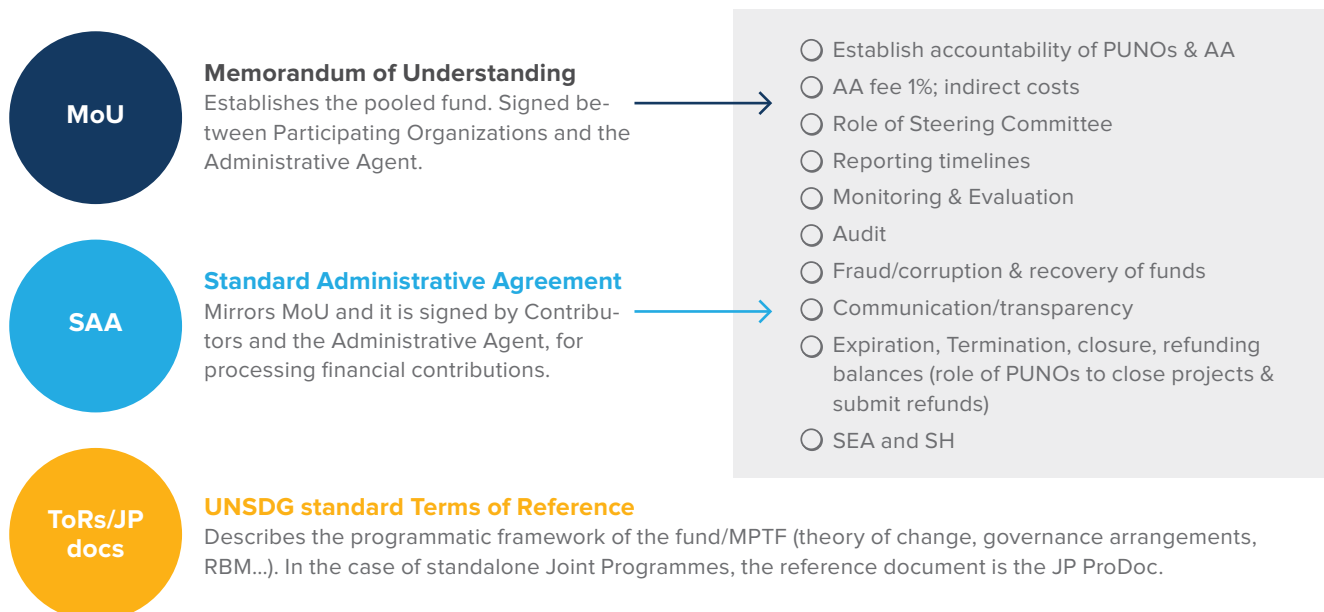 MoU
Memorandum of Understanding
Establishes the pooled fund. Signed be-
tween Participating Organizations and the
Administrative Agent.
SAA
Standard Administrative Agreement
Mirrors MoU and it is signed by Contribu-
tors and the Administrative Agent, for
processing financial contributions.
Establish accountability of PUNOs & AA
AA fee 1%; indirect costs
Role of Steering Committee
Reporting timelines
Monitoring & Evaluation
Audit
Fraud/corruption & recovery of funds
Communication/transparency
Expiration, Termination, closure, refunding
balances (role of PUNOs to close projects &
submit refunds)
SEA and SH
ToRs/JP
docs
UNSDG standard Terms of Reference
Describes the programmatic framework of the fund/MPTF (theory of change, governance arrangements,
RBM...). In the case of standalone Joint Programmes, the reference document is the JP ProDoc.